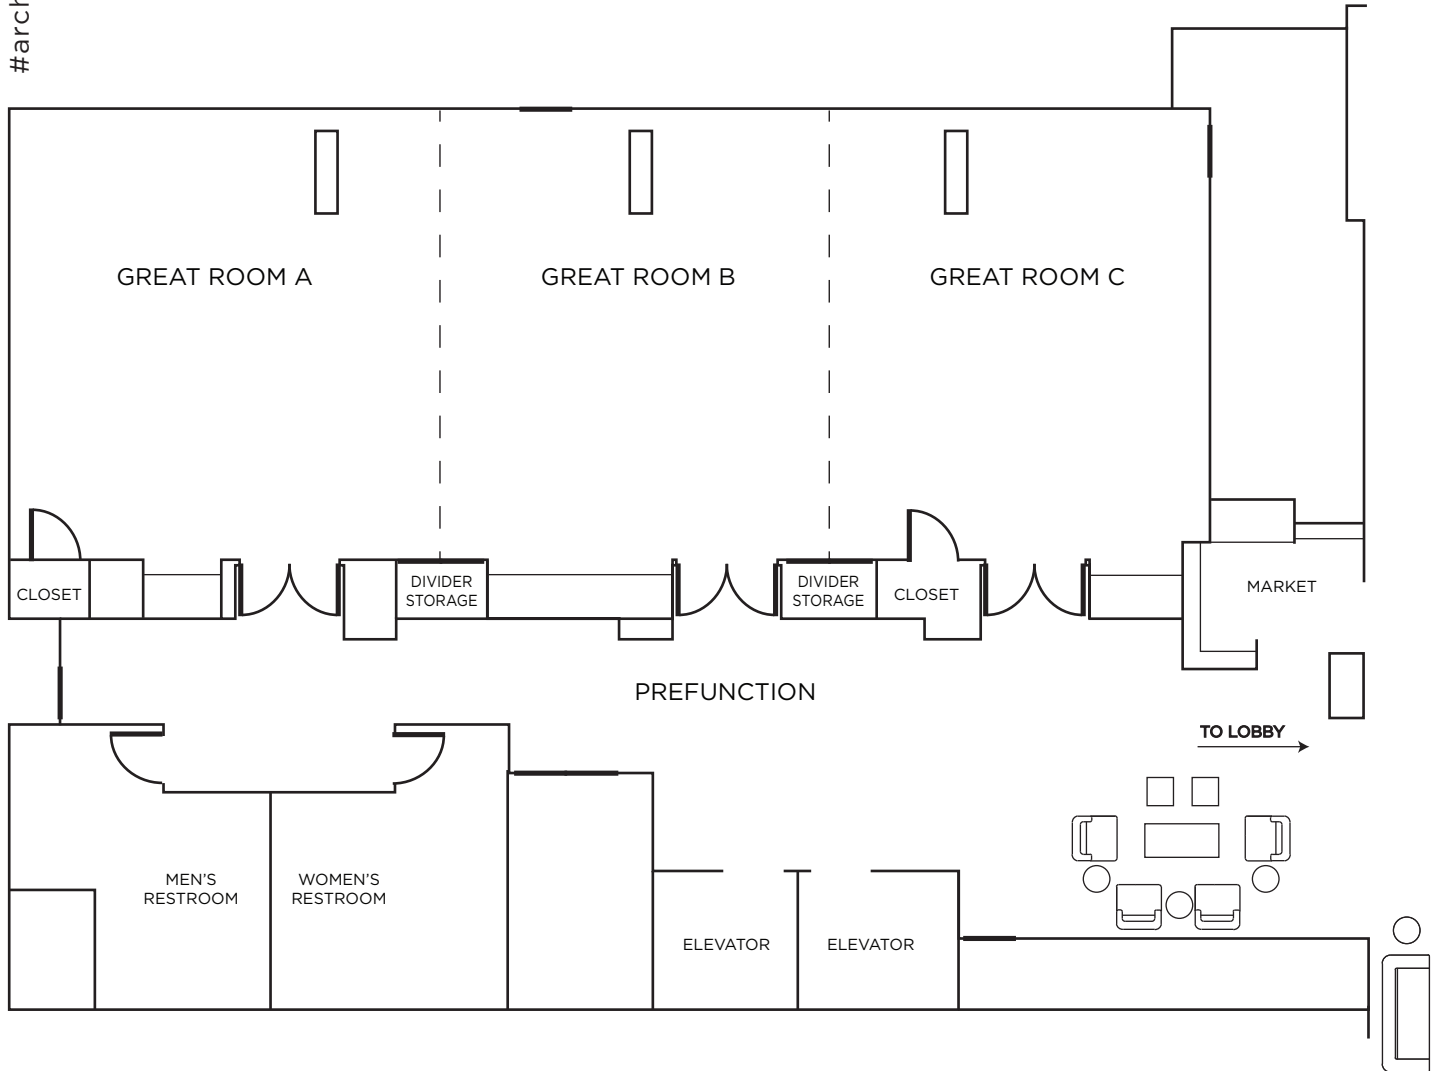 #arch
GREAT ROOM A
GREAT ROOM B
GREAT ROOM C
CLOSET
DIVIDER
STORAGE
DIVIDER
STORAGE
CLOSET
MARKET
PREFUNCTION
TO LOBBY
MEN'S
RESTROOM
WOMEN'S
RESTROOM
ELEVATOR
ELEVATOR